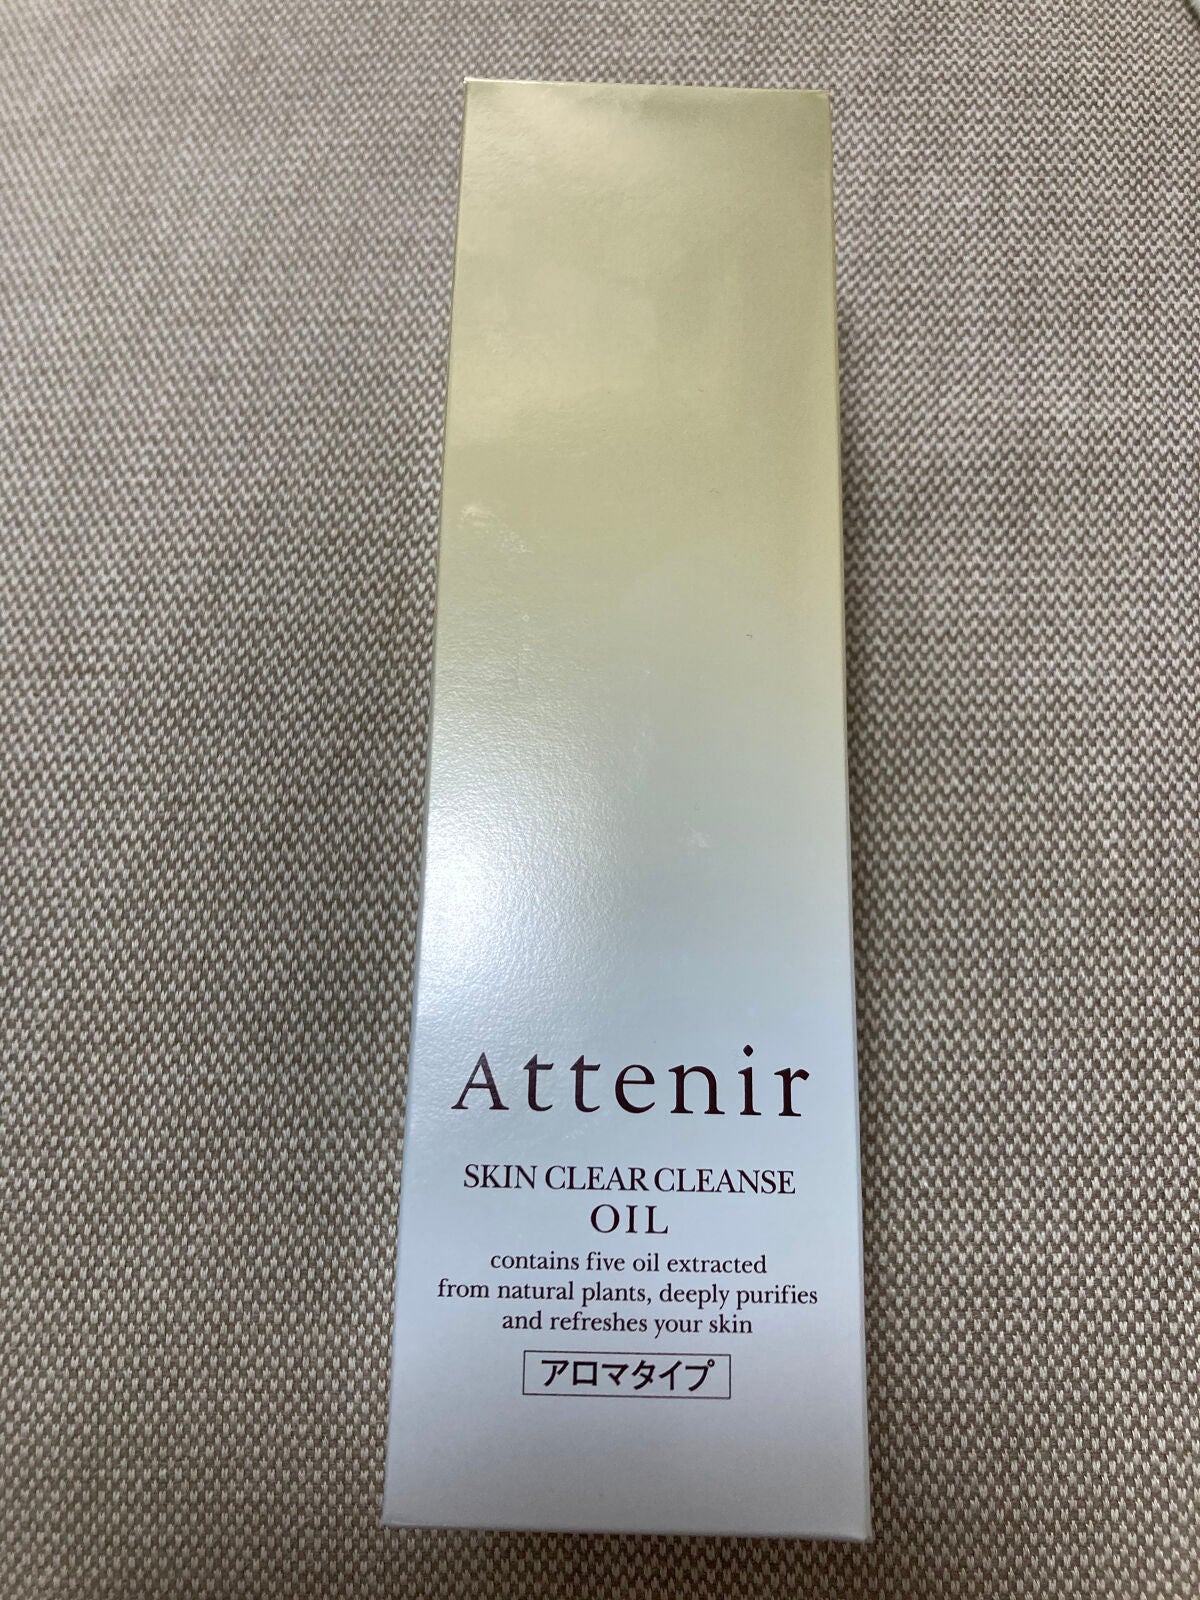 Attenir
SKIN CLEAR CLEANSE
OIL
contains five oil extracted
from natural plants, deeply purifies
and refreshes your skin
アロマタイプ